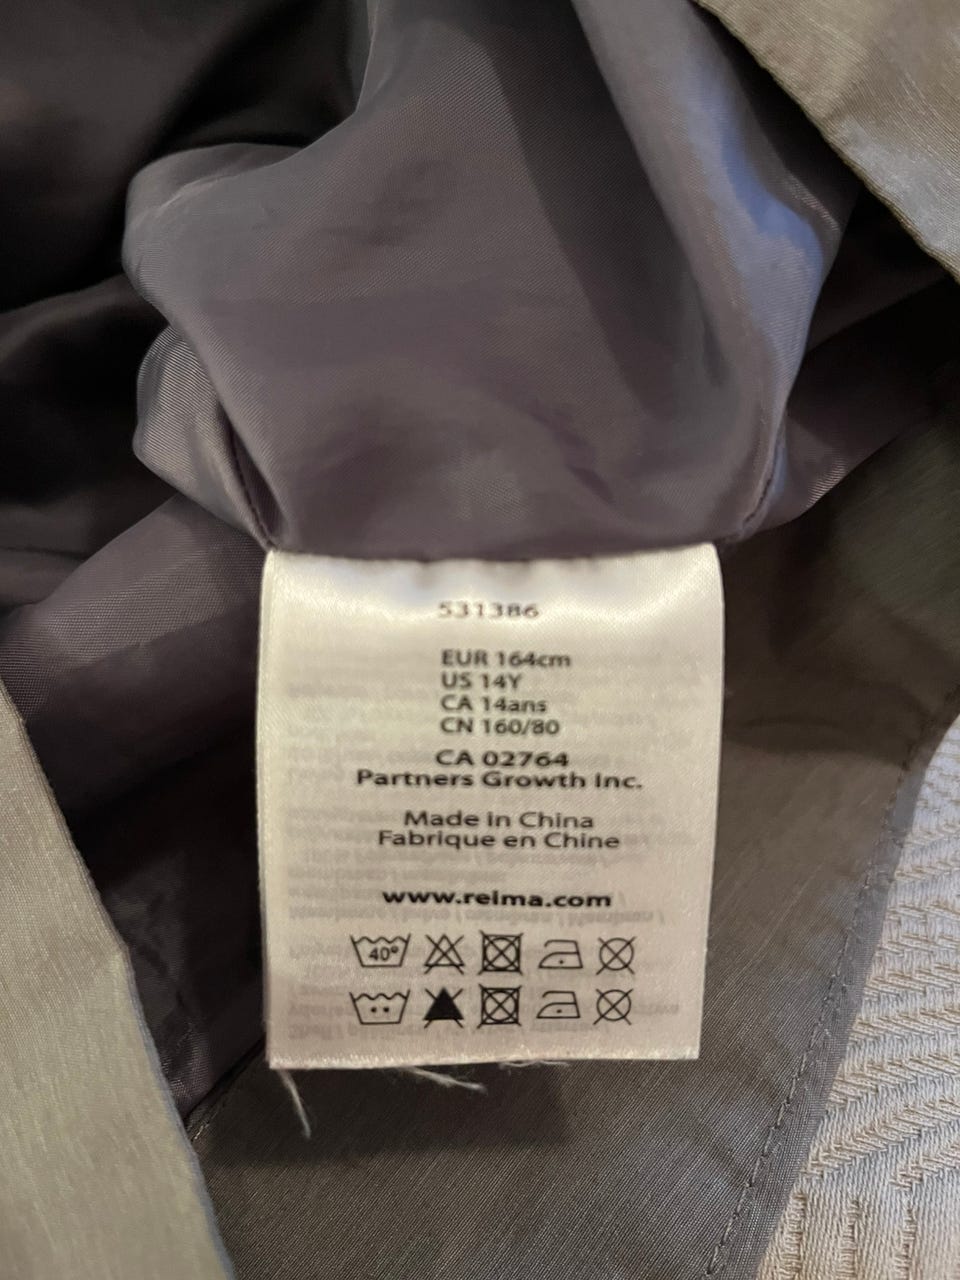 531386
EUR 164cm
US 14Y
CA 14ans
CN 160/80
CA 02764
Partners Growth Inc.
Made in China
Fabrique en Chine
www.reima.com
40°